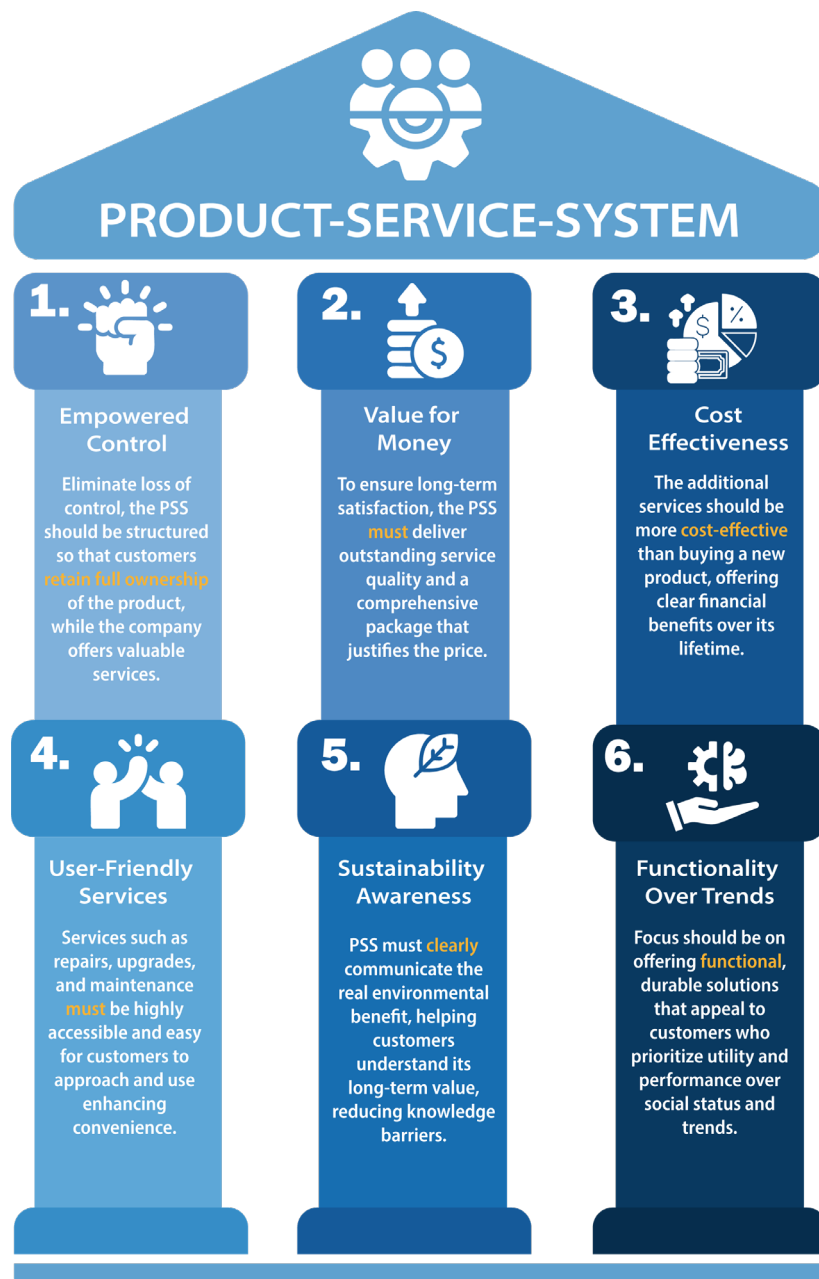 PRODUCT-SERVICE-SYSTEM
1.
Empowered
Control
Eliminate loss of
control, the PSS
should be structured
so that customers
retain full ownership
of the product,
while the company
offers valuable
services.
2.
$
Value for
Money
To ensure long-term
satisfaction, the PSS
must deliver
outstanding service
quality and a
comprehensive
package that
justifies the price.
3.
$
%
Cost
Effectiveness
The additional
services should be
more cost-effective
than buying a new
product, offering
clear financial
benefits over its
lifetime.
4.
User-Friendly
Services
Services such as
repairs, upgrades,
and maintenance
must be highly
accessible and easy
for customers to
approach and use
enhancing
convenience.
5.
Sustainability
Awareness
PSS must clearly
communicate the
real environmental
benefit, helping
customers
understand its
long-term value,
reducing knowledge
barriers.
6.
Functionality
Over Trends
Focus should be on
offering functional,
durable solutions
that appeal to
customers who
prioritize utility and
performance over
social status and
trends.